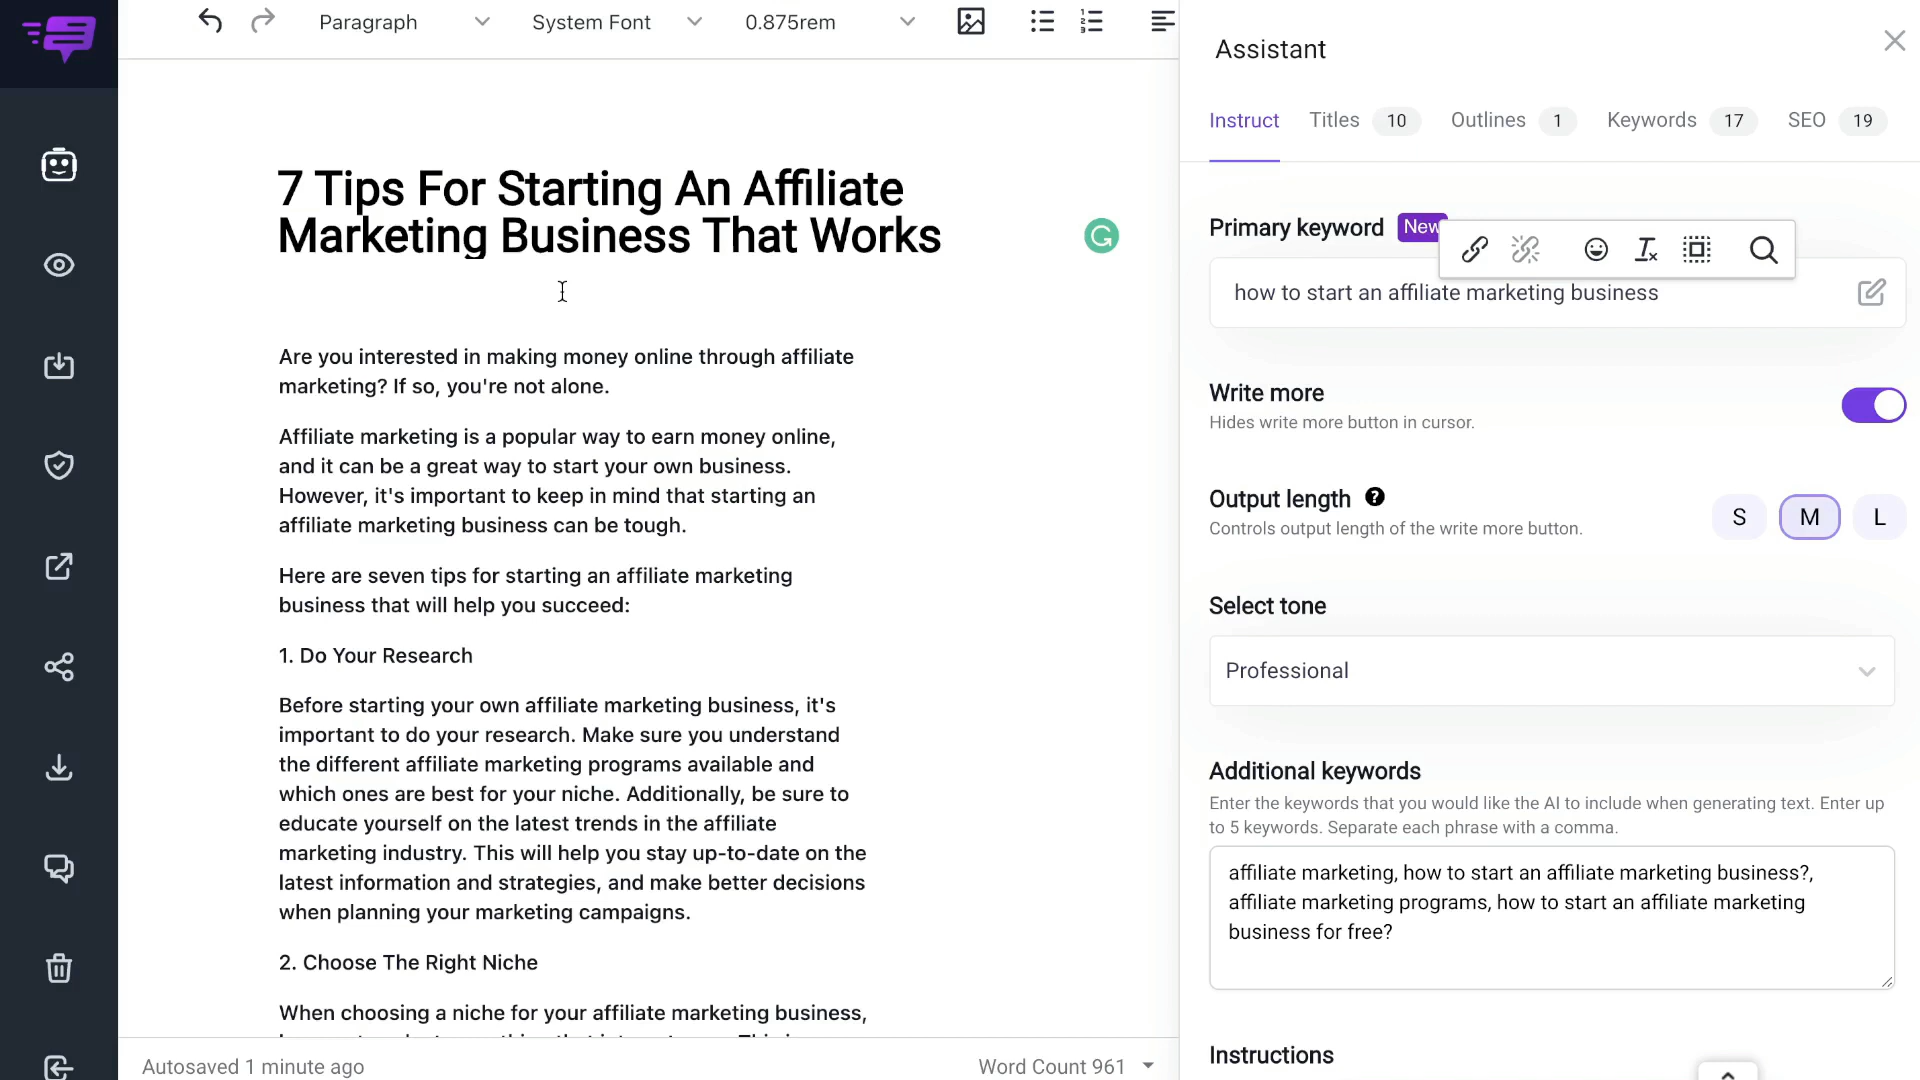 Paragraph
System Font
0.875rem
7 Tips For Starting An Affiliate
Marketing Business That Works
Are you interested in making money online through affiliate
marketing? If so, you're not alone.
Affiliate marketing is a popular way to earn money online,
and it can be a great way to start your own business.
However, it's important to keep in mind that starting an
affiliate marketing business can be tough.
Here are seven tips for starting an affiliate marketing
business that will help you succeed:
1. Do Your Research
Before starting your own affiliate marketing business, it's
important to do your research. Make sure you understand
the different affiliate marketing programs available and
which ones are best for your niche. Additionally, be sure to
educate yourself on the latest trends in the affiliate
marketing industry. This will help you stay up-to-date on the
latest information and strategies, and make better decisions
when planning your marketing campaigns.
2. Choose The Right Niche
When choosing a niche for your affiliate marketing business,
Autosaved 1 minute ago
Word Count 961
Assistant
Instruct
Titles 10
Outlines 1
Keywords 17
SEO 19
Primary keyword New
how to start an affiliate marketing business
Write more
Hides write more button in cursor.
Output length
Controls output length of the write more button.
S M L
Select tone
Professional
Additional keywords
Enter the keywords that you would like the AI to include when generating text. Enter up
to 5 keywords. Separate each phrase with a comma.
affiliate marketing, how to start an affiliate marketing business?,
affiliate marketing programs, how to start an affiliate marketing
business for free?
Instructions